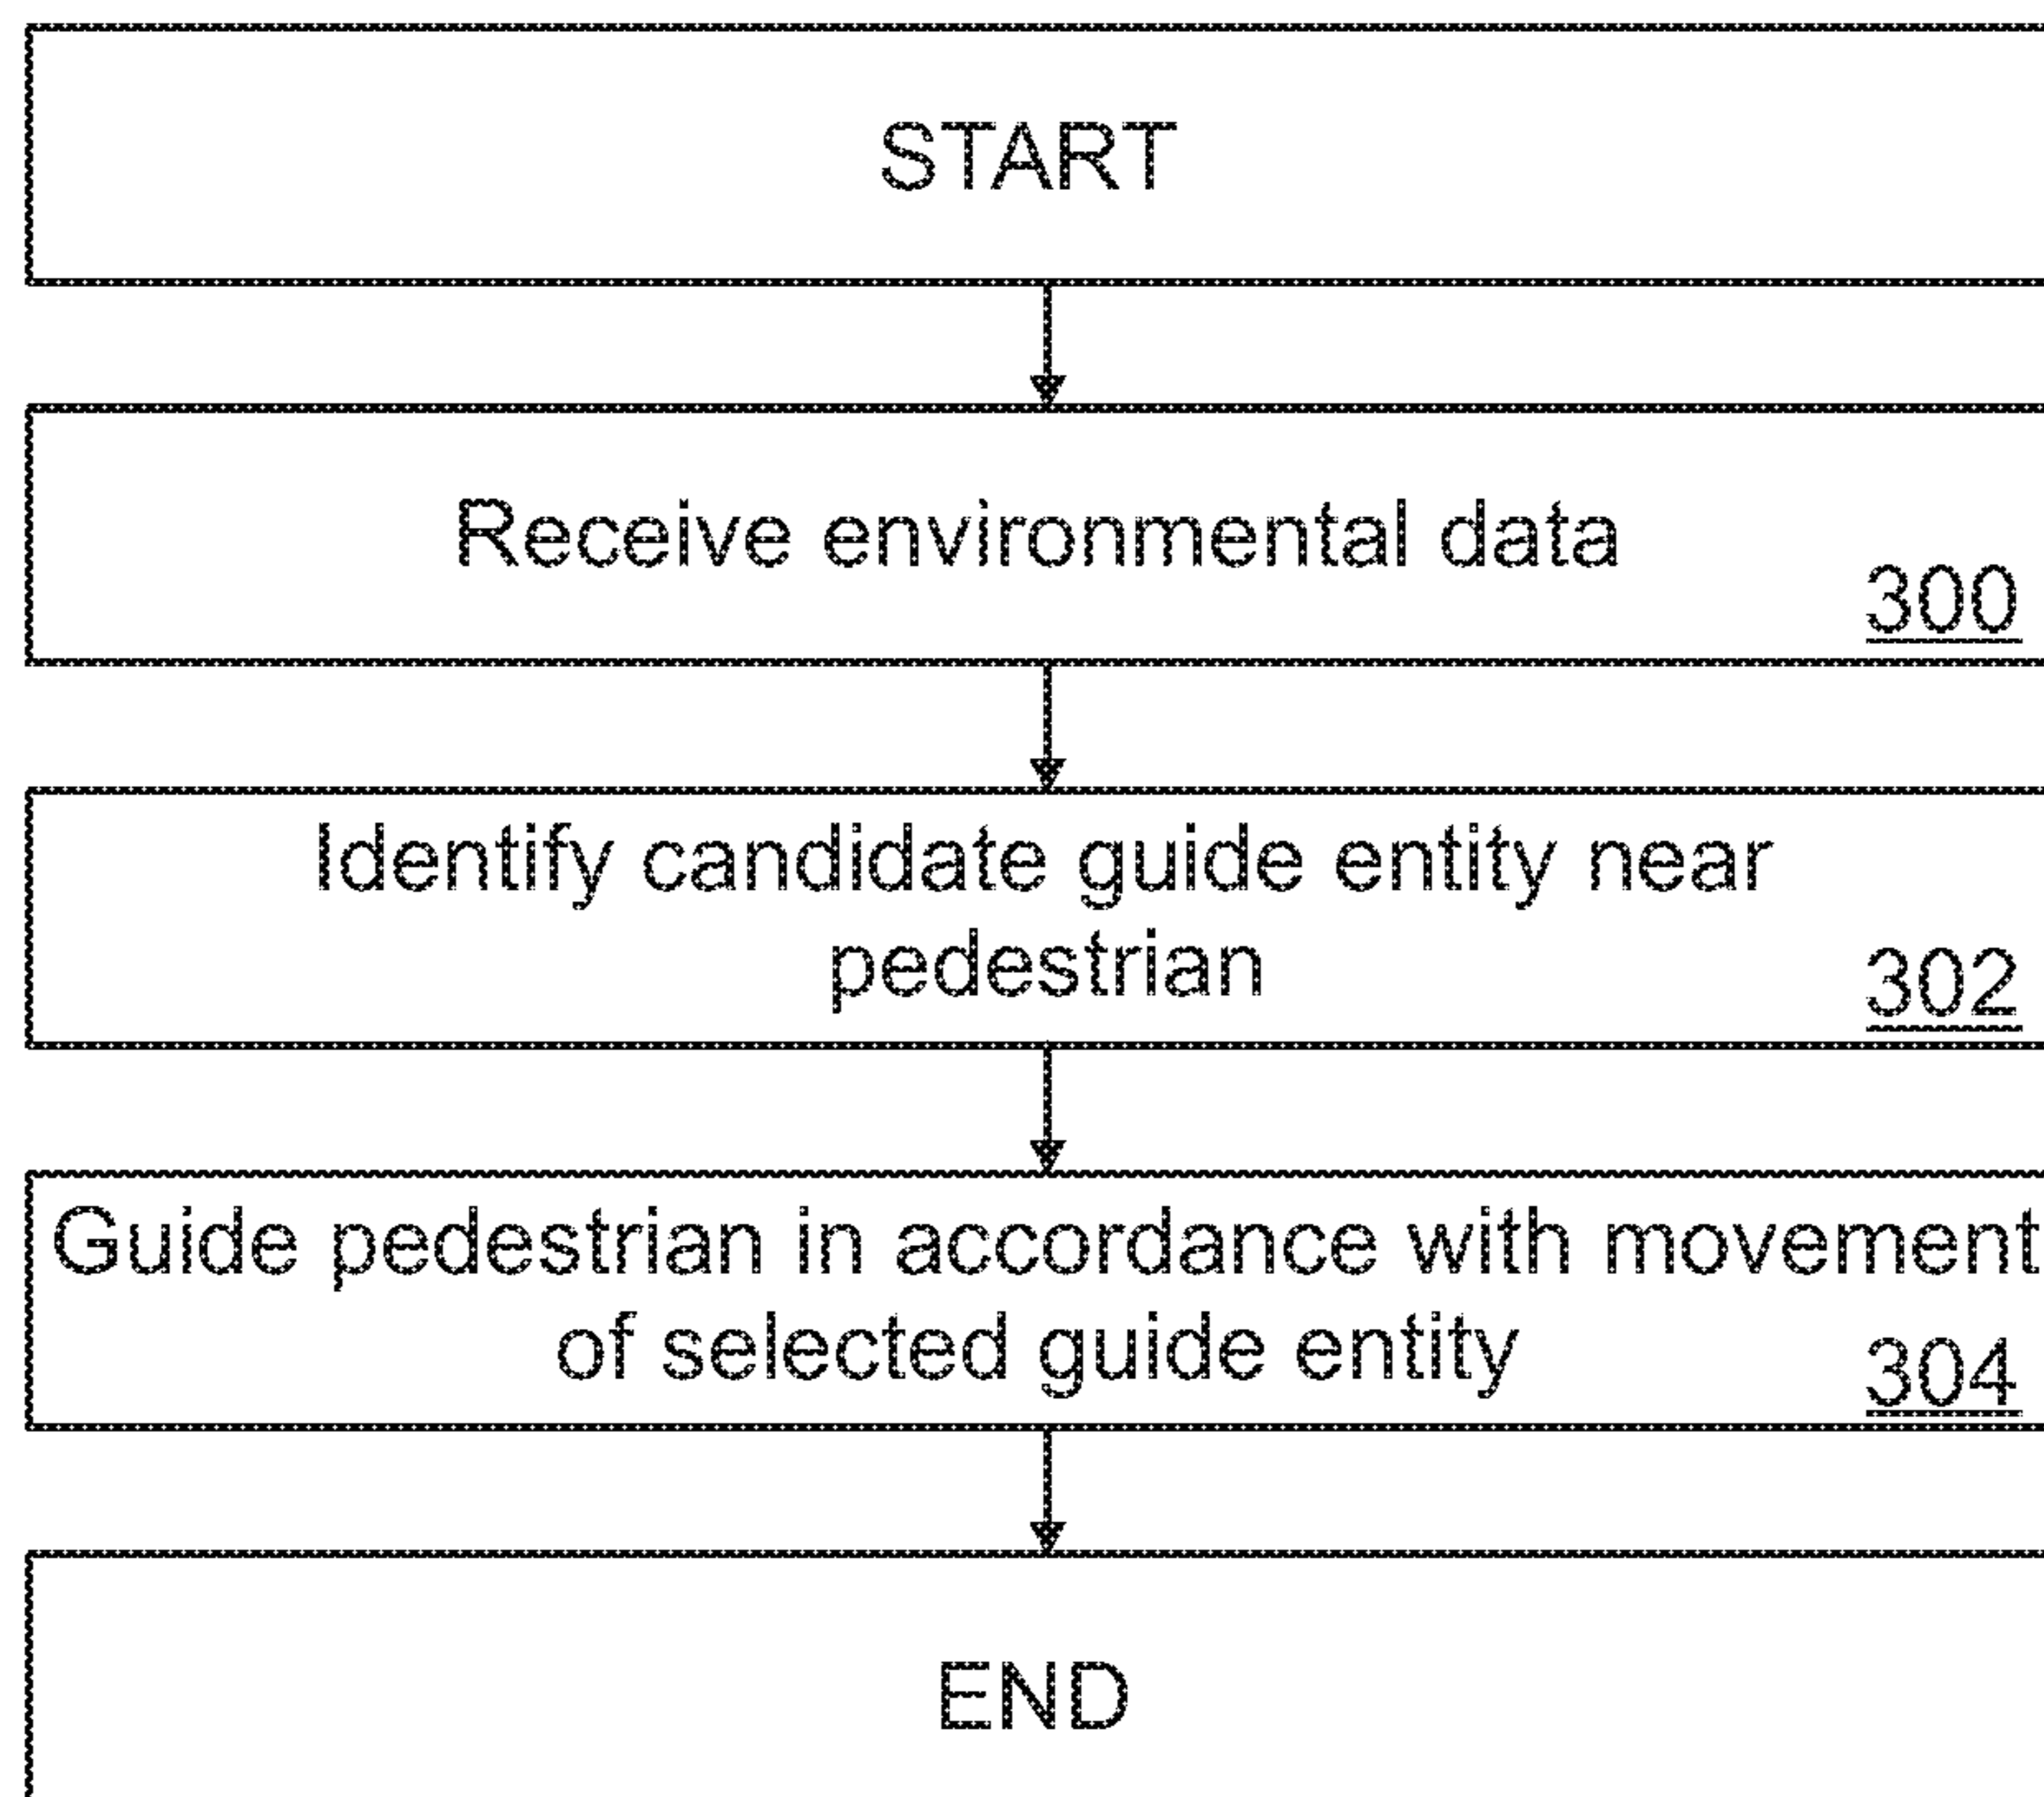 START
Receive environmental data
300
Identify candidate guide entity near
pedestrian
302
Guide pedestrian in accordance with movement
of selected guide entity
304
END